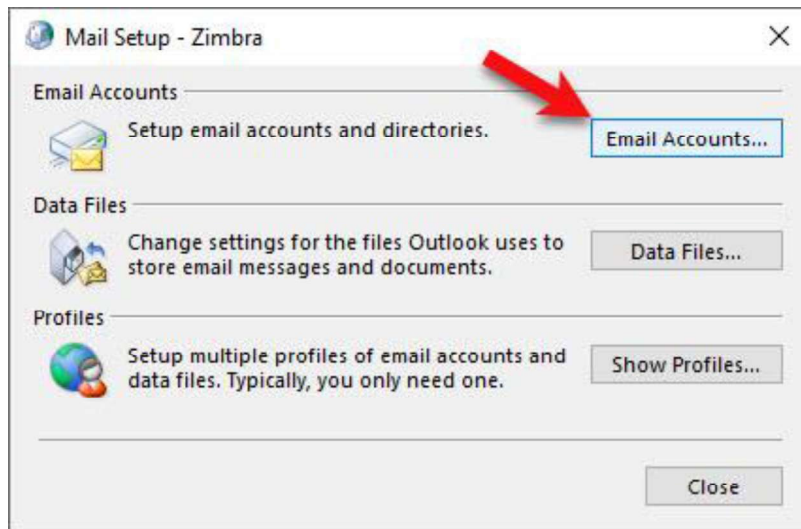 Mail Setup - Zimbra
Email Accounts
Setup email accounts and directories.
Email Accounts...
Data Files
Change settings for the files Outlook uses to
store email messages and documents.
Data Files...
Profiles
Setup multiple profiles of email accounts and
data files. Typically, you only need one.
Show Profiles...
Close